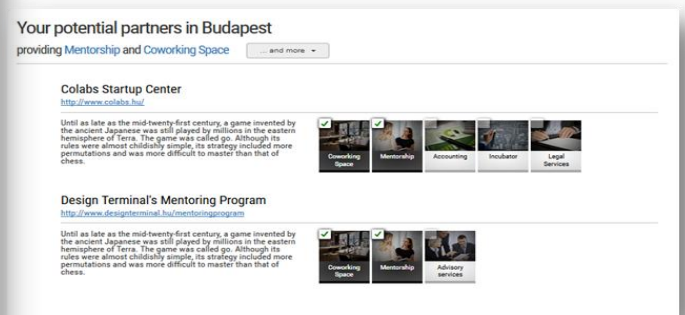 Your potential partners in Budapest
providing Mentorship and Coworking Space
... and more
Colabs Startup Center
http://www.colabs.hu/
Until as late as the mid-twenty-first century, a game invented by
the ancient Japanese was still played by millions in the eastern
hemisphere of Terra. The game was called go. Although its
rules were almost childishly simple, its strategy included more
permutations and was more difficult to master than that of
chess.
Coworking
Space
Mentorship
Accounting
Incubator
Legal
Services
Design Terminal's Mentoring Program
http://www.designterminal.hu/mentoringprogram
Until as late as the mid-twenty-first century, a game invented by
the ancient Japanese was still played by millions in the eastern
hemisphere of Terra. The game was called go. Although its
rules were almost childishly simple, its strategy included more
permutations and was more difficult to master than that of
chess.
Coworking
Space
Mentorship
Advisory
services